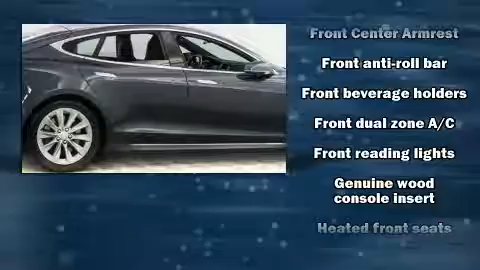 Front Center Armrest
Front anti-roll bar
Front beverage holders
Front dual zone A/C
Front reading lights
Genuine wood
console insert
Heated front seats